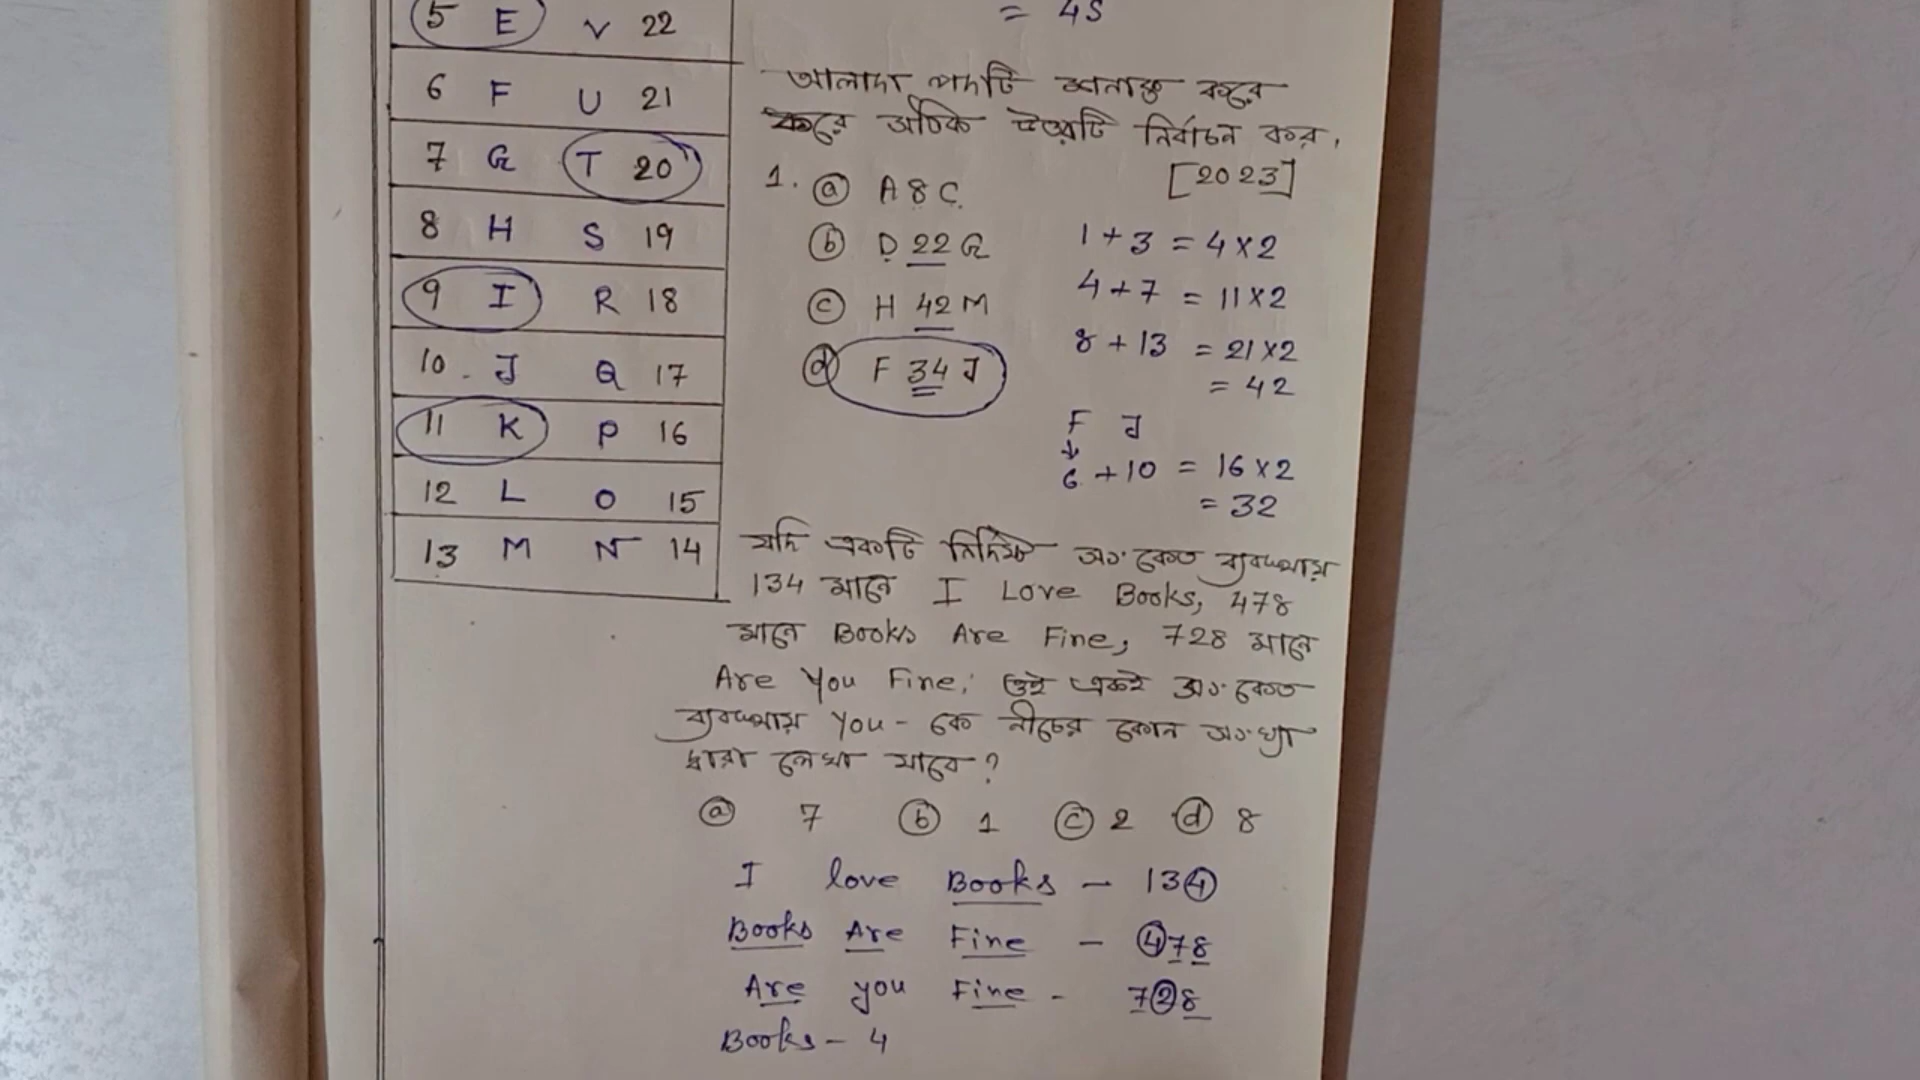 = 45
5 E V 22
6 F U 21
7 G T 20
8 H S 19
9 I R 18
10 J Q 17
11 K P 16
12 L O 15
13 M N 14
আলাদা পদটি শনাক্ত করে
করে সঠিক উত্তরটি নির্বাচন কর,
[2023]
1. ⓐ A 8 C
ⓑ D 22 G
ⓒ H 42 M
ⓓ F 34 J
1 + 3 = 4 x 2
4 + 7 = 11 x 2
8 + 13 = 21 x 2
= 42
F J
↓
6 + 10 = 16 x 2
= 32
যদি একটি নির্দিষ্ট সংকেত ব্যবস্থায়
134 মানে I Love Books, 478
মানে Books Are Fine, 728 মানে
Are You Fine, ওই একই সংকেত
ব্যবস্থায় You - কে নীচের কোন সংখ্যা
দ্বারা লেখা যাবে?
ⓐ 7 ⓑ 1 ⓒ 2 ⓓ 8
I love Books - 134
Books Are Fine - 478
Are you Fine - 728
Books - 4